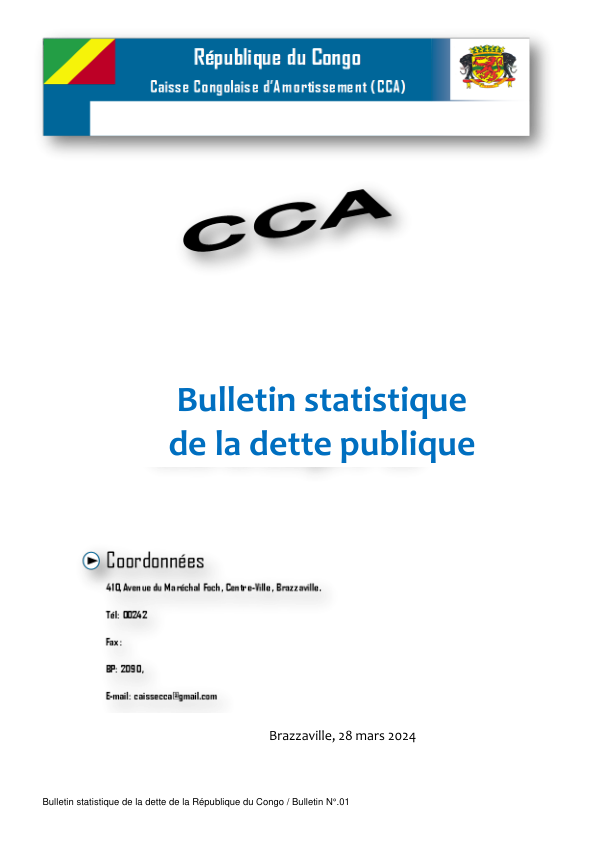 République du Congo
Caisse Congolaise d'Amortissement (CCA)
CCA
Bulletin statistique
de la dette publique
Coordonnées
410, Avenue du Maréchal Foch, Centre-Ville, Brazzaville.
Tél: 00242
Fax:
BP: 2090,
E-mail: caissecca@gmail.com
Brazzaville, 28 mars 2024
Bulletin statistique de la dette de la République du Congo / Bulletin N°.01